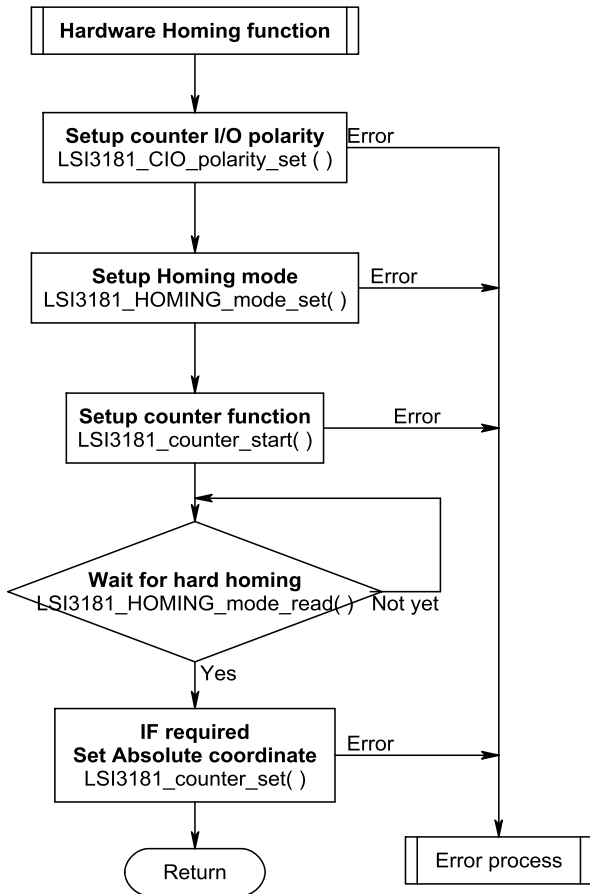 Hardware Homing function
Setup counter I/O polarity
LSI3181_CIO_polarity_set ( )
Error
Setup Homing mode
LSI3181_HOMING_mode_set( )
Error
Setup counter function
LSI3181_counter_start( )
Error
Wait for hard homing
LSI3181_HOMING_mode_read( )
Not yet
Yes
IF required
Set Absolute coordinate
LSI3181_counter_set( )
Error
Return
Error process